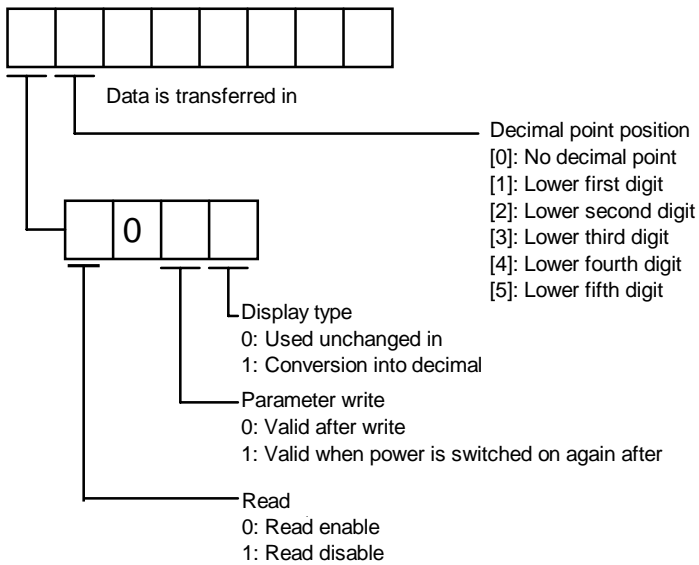 Data is transferred in
Decimal point position
[0]: No decimal point
[1]: Lower first digit
[2]: Lower second digit
[3]: Lower third digit
[4]: Lower fourth digit
[5]: Lower fifth digit
0
Display type
0: Used unchanged in
1: Conversion into decimal
Parameter write
0: Valid after write
1: Valid when power is switched on again after
Read
0: Read enable
1: Read disable